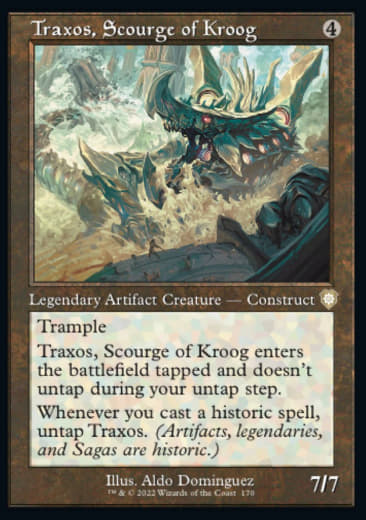 Traxos, Scourge of Kroog 4
Legendary Artifact Creature — Construct
Trample
Traxos, Scourge of Kroog enters
the battlefield tapped and doesn't
untap during your untap step.
Whenever you cast a historic spell,
untap Traxos. (Artifacts, legendaries,
and Sagas are historic.)
Illus. Aldo Domínguez
™ & © 2022 Wizards of the Coast 170
7/7